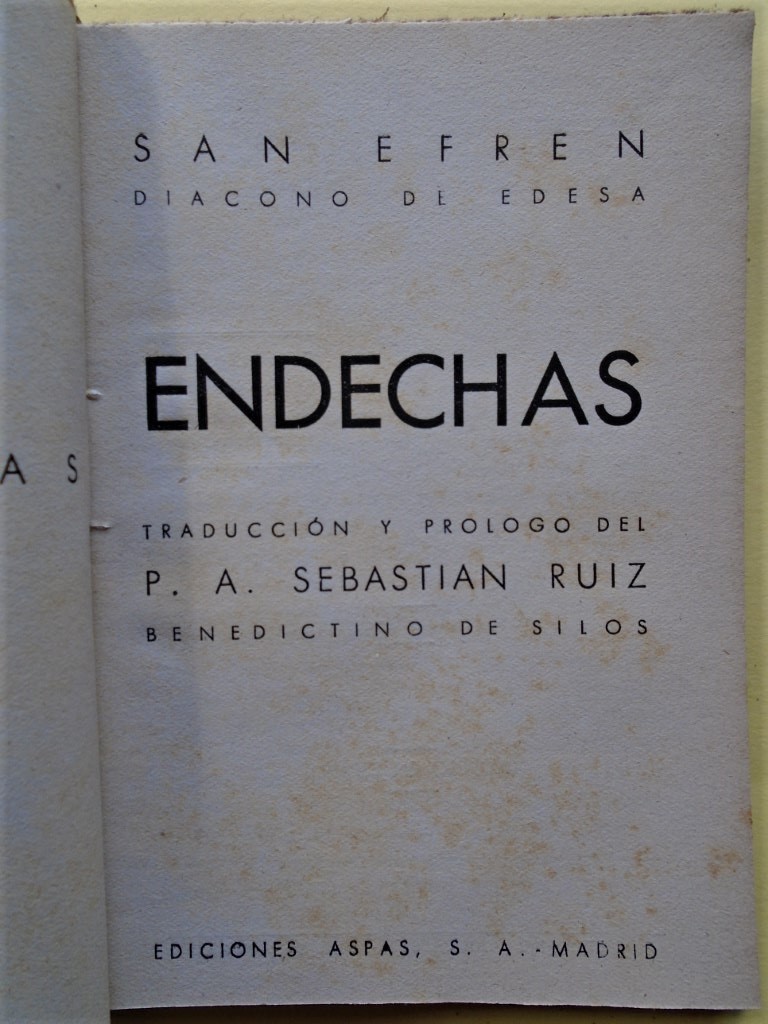 SAN EFREN
DIACONO DE EDESA
ENDECHAS
A S
TRADUCCIÓN Y PROLOGO DEL
P. A. SEBASTIAN RUIZ
BENEDICTINO DE SILOS
EDICIONES ASPAS, S. A.-MADRID